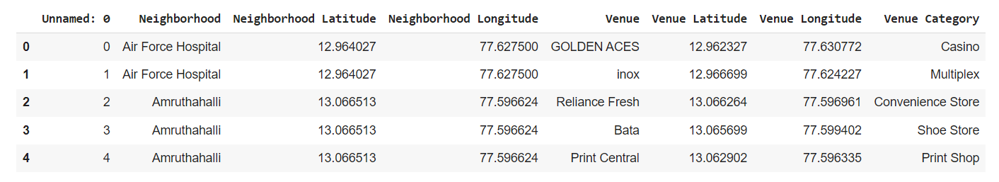 Unnamed: 0 Neighborhood Neighborhood Latitude Neighborhood Longitude Venue Venue Latitude Venue Longitude Venue Category
0 0 Air Force Hospital 12.964027 77.627500 GOLDEN ACES 12.962327 77.630772 Casino
1 1 Air Force Hospital 12.964027 77.627500 inox 12.966699 77.624227 Multiplex
2 2 Amruthahalli 13.066513 77.596624 Reliance Fresh 13.066264 77.596961 Convenience Store
3 3 Amruthahalli 13.066513 77.596624 Bata 13.065699 77.599402 Shoe Store
4 4 Amruthahalli 13.066513 77.596624 Print Central 13.062902 77.596335 Print Shop